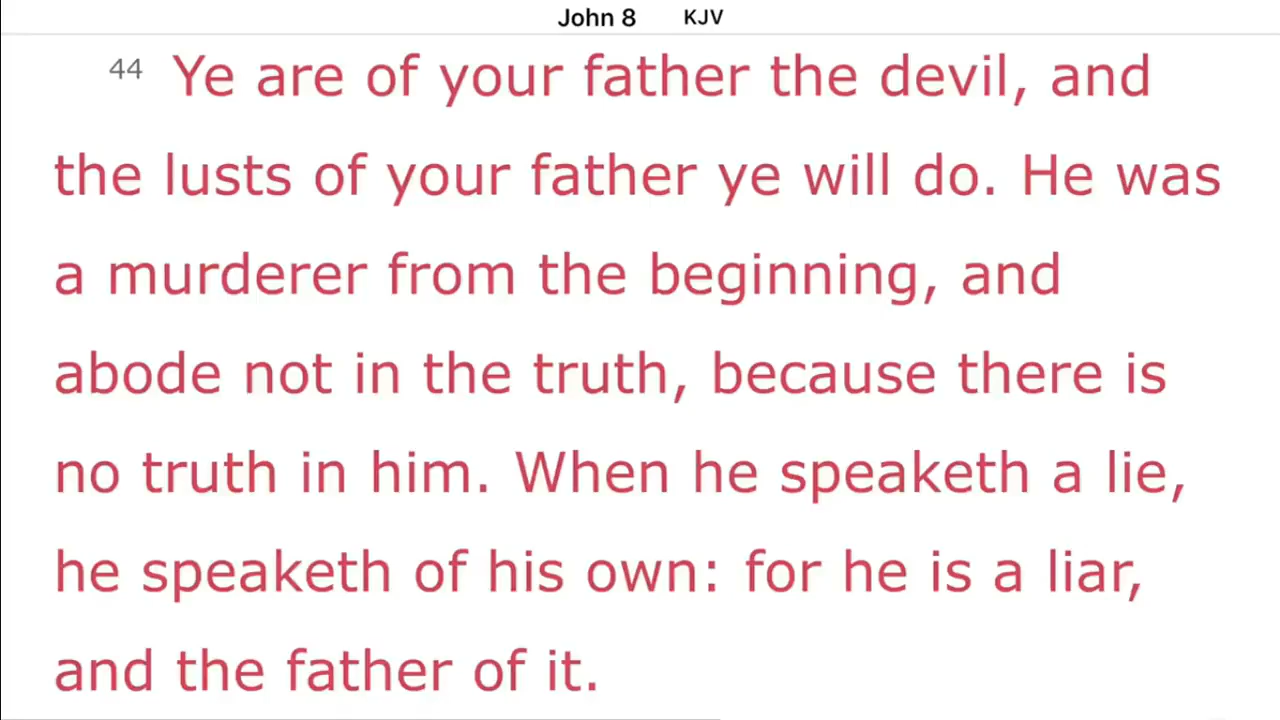 John 8 KJV
44 Ye are of your father the devil, and
the lusts of your father ye will do. He was
a murderer from the beginning, and
abode not in the truth, because there is
no truth in him. When he speaketh a lie,
he speaketh of his own: for he is a liar,
and the father of it.